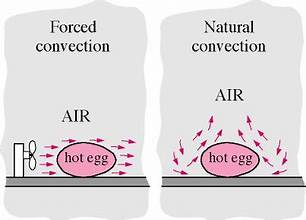 Forced
convection
AIR
hot egg
Natural
convection
AIR
hot egg